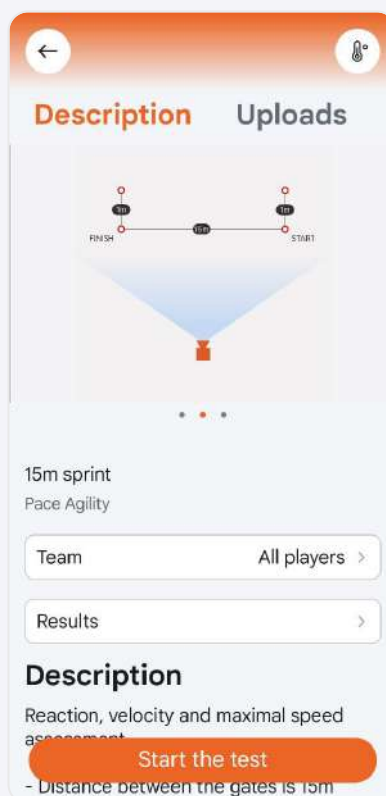 Description Uploads
1m 1m
15m
FINISH START
15m sprint
Pace Agility
Team All players
Results
Description
Reaction, velocity and maximal speed
assessment
Start the test
- Distance between the gates is 15m